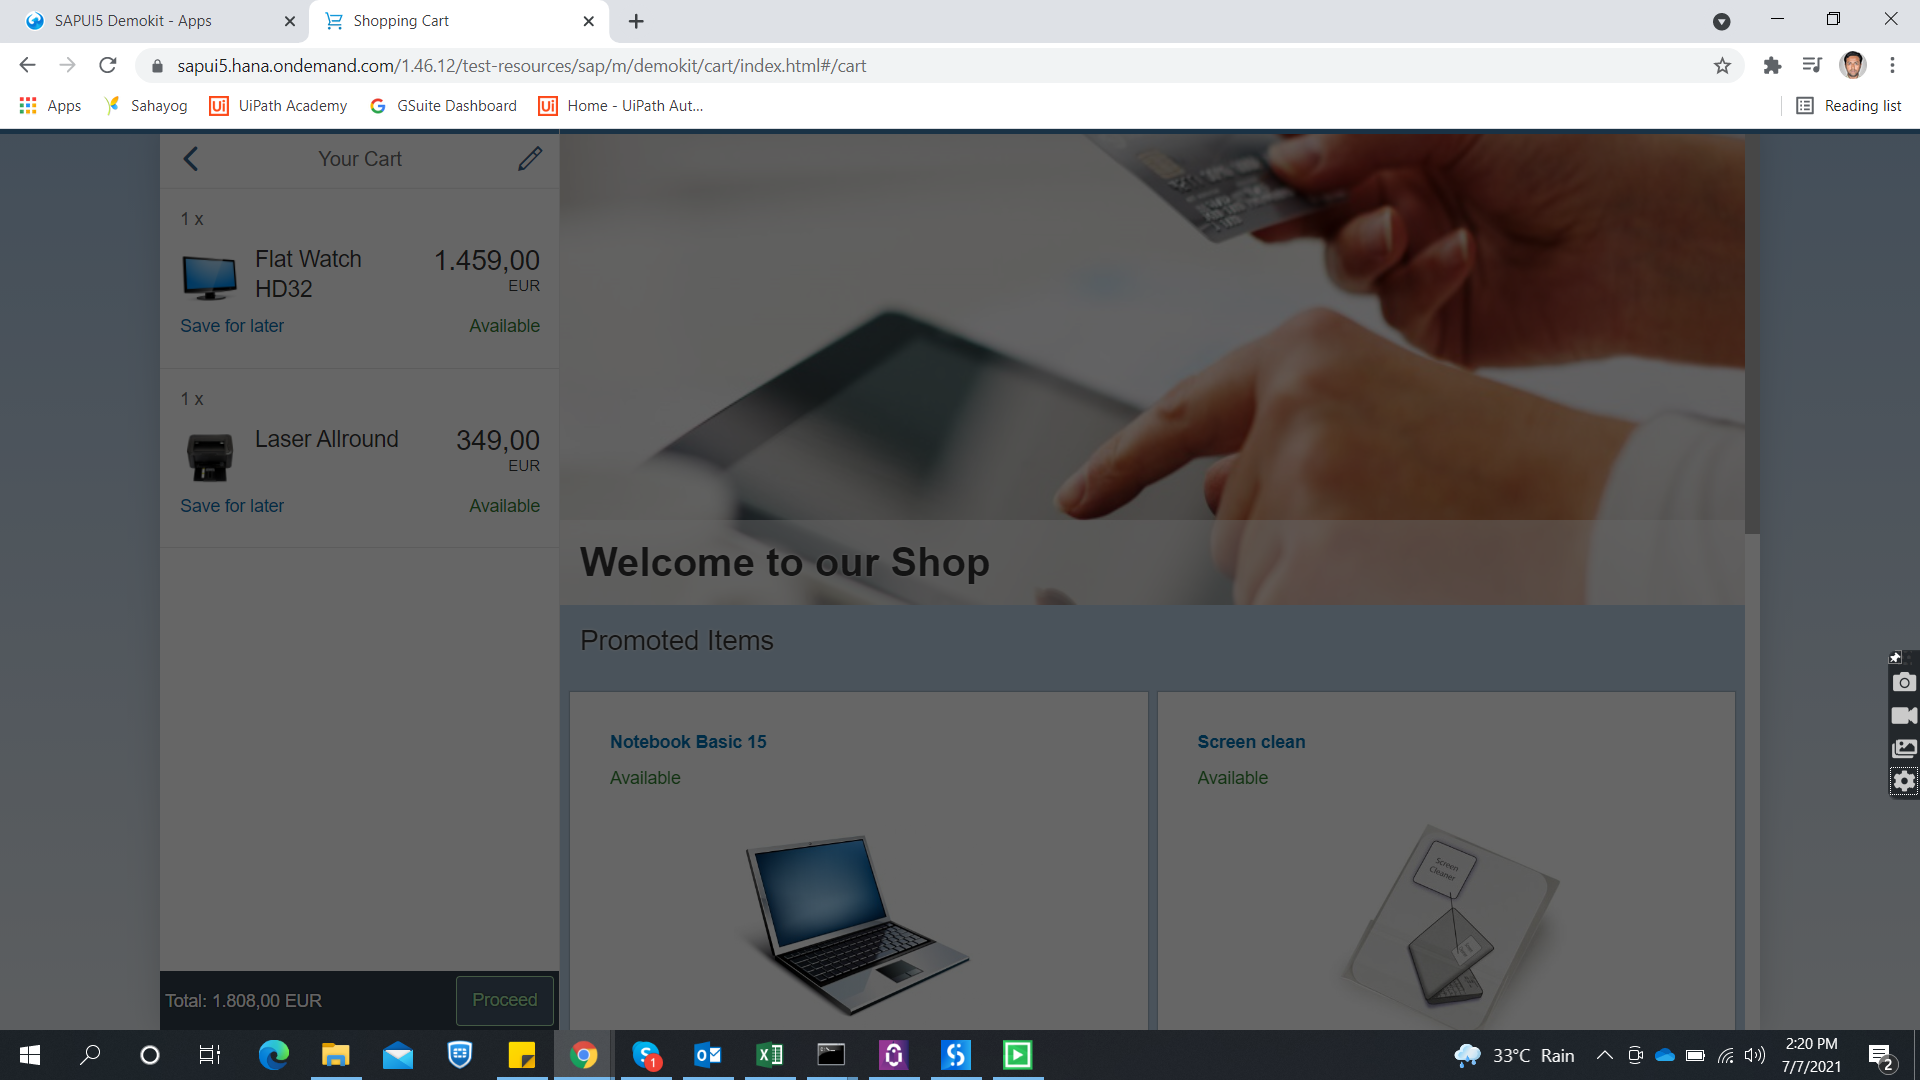 SAPUI5 Demokit - Apps
Shopping Cart
sapui5.hana.ondemand.com/1.46.12/test-resources/sap/m/demokit/cart/index.html#/cart
Apps
Sahayog
UiPath Academy
GSuite Dashboard
Home - UiPath Aut...
Reading list
Your Cart
1 x
Flat Watch
HD32
1.459,00
EUR
Save for later
Available
1 x
Laser Allround
349,00
EUR
Save for later
Available
Total: 1.808,00 EUR
Proceed
Welcome to our Shop
Promoted Items
Notebook Basic 15
Available
Screen clean
Available
Screen
Cleaner
33°C Rain
2:20 PM
7/7/2021
1
2